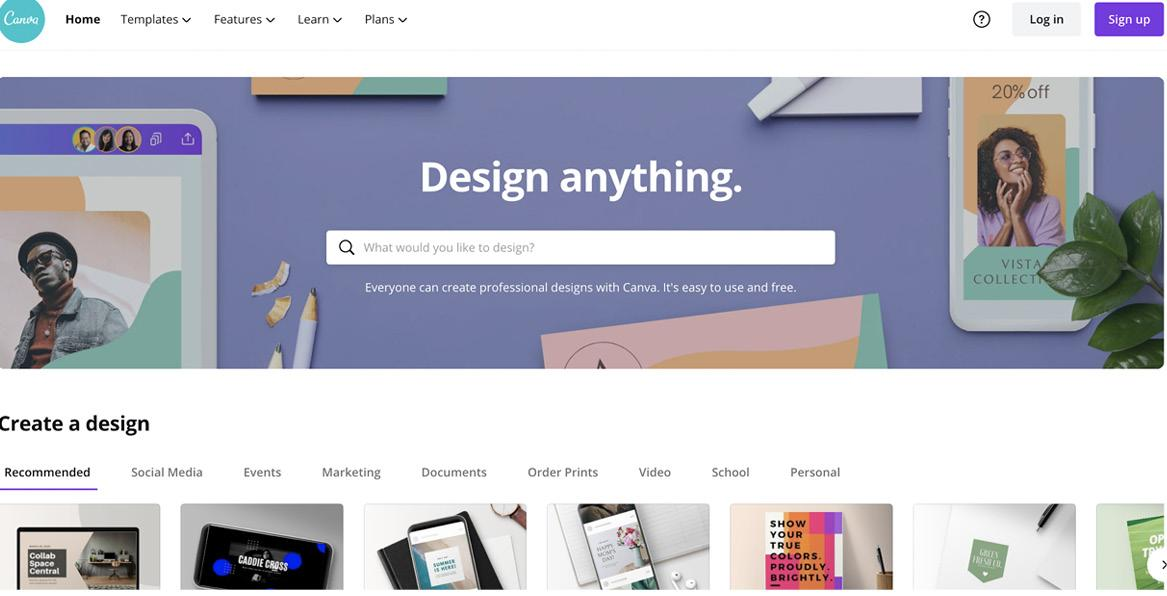 Canva
Home Templates Features Learn Plans
Log in Sign up
20% off
Design anything.
What would you like to design?
VISTA
COLLECTI
Everyone can create professional designs with Canva. It's easy to use and free.
Create a design
Recommended Social Media Events Marketing Documents Order Prints Video School Personal
Collab
Space
Central
CADDIE CROSS
SUMMER
IS HERE!
HAPPY
MOM'S
DAY!
SHOW
YOUR
TRUE
COLORS.
PROUDLY.
BRIGHTLY.
GREEN